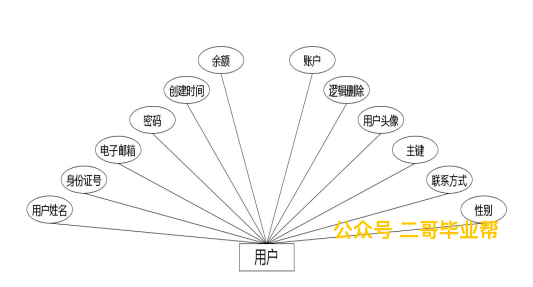 余额
账户
创建时间
逻辑删除
密码
用户头像
电子邮箱
主键
身份证号
联系方式
用户姓名
性别
公众号 二哥毕业帮
用户